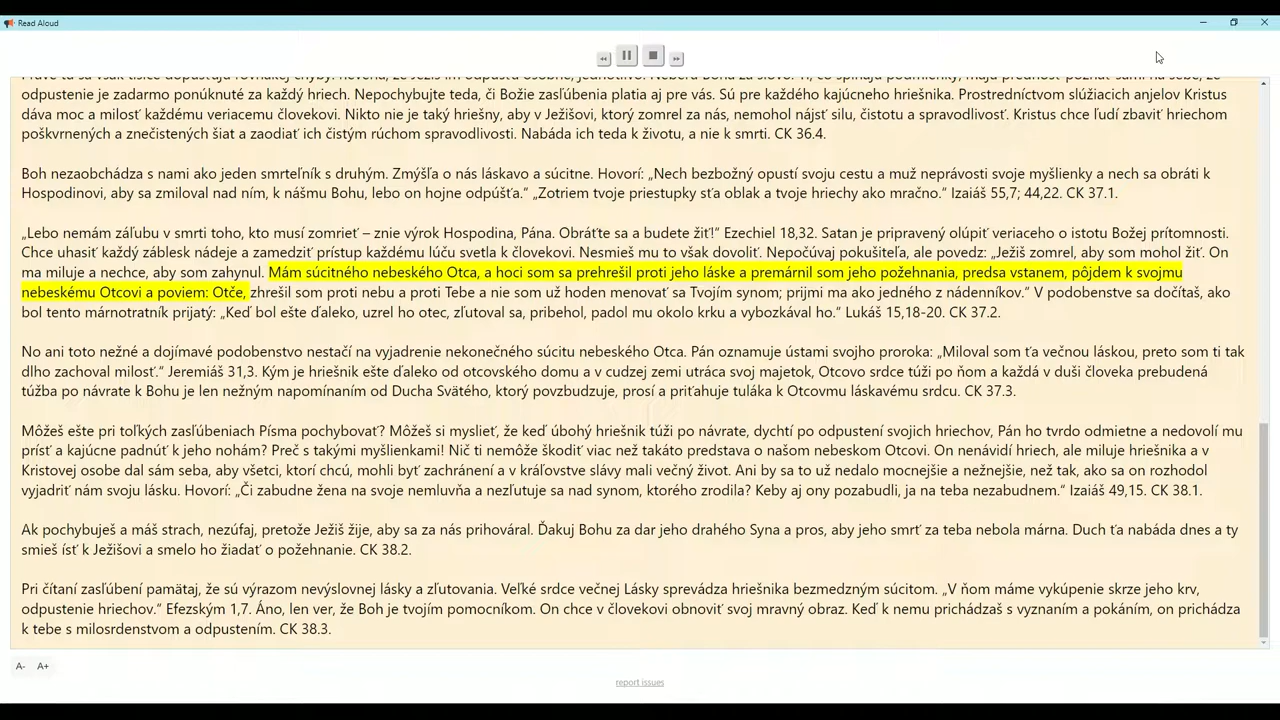 Read Aloud
odpustenie je zadarmo ponúknuté za každý hriech. Nepochybujte teda, či Božie zasľúbenia platia aj pre vás. Sú pre každého kajúcneho hriešnika. Prostredníctvom slúžiacich anjelov Kristus
dáva moc a milosť každému veriacemu človekovi. Nikto nie je taký hriešny, aby v Ježišovi, ktorý zomrel za nás, nemohol nájsť silu, čistotu a spravodlivosť. Kristus chce ľudí zbaviť hriechom
poškvrnených a znečistených šiat a zaodiať ich čistým rúchom spravodlivosti. Nabáda ich teda k životu, a nie k smrti. CK 36.4.
Boh nezaobchádza s nami ako jeden smrteľník s druhým. Zmýšľa o nás láskavo a súcitne. Hovorí: „Nech bezbožný opustí svoju cestu a muž neprávosti svoje myšlienky a nech sa obráti k
Hospodinovi, aby sa zmiloval nad ním, k nášmu Bohu, lebo on hojne odpúšťa.“ „Zotriem tvoje priestupky sťa oblak a tvoje hriechy ako mračno.“ Izaiáš 55,7; 44,22. CK 37.1.
„Lebo nemám záľubu v smrti toho, kto musí zomrieť – znie výrok Hospodina, Pána. Obráťte sa a budete žiť!“ Ezechiel 18,32. Satan je pripravený olúpiť veriaceho o istotu Božej prítomnosti.
Chce uhasiť každý záblesk nádeje a zamedziť prístup každému lúču svetla k človekovi. Nesmieš mu to však dovoliť. Nepočúvaj pokušiteľa, ale povedz: „Ježiš zomrel, aby som mohol žiť. On
ma miluje a nechce, aby som zahynul. Mám súcitného nebeského Otca, a hoci som sa prehrešil proti jeho láske a premárnil som jeho požehnania, predsa vstanem, pôjdem k svojmu
nebeskému Otcovi a poviem: Otče, zhrešil som proti nebu a proti Tebe a nie som už hoden menovať sa Tvojím synom; prijmi ma ako jedného z nádenníkov.“ V podobenstve sa dočítaš, ako
bol tento márnotratník prijatý: „Keď bol ešte ďaleko, uzrel ho otec, zľutoval sa, pribehol, padol mu okolo krku a vybozkával ho.“ Lukáš 15,18-20. CK 37.2.
No ani toto nežné a dojímavé podobenstvo nestačí na vyjadrenie nekonečného súcitu nebeského Otca. Pán oznamuje ústami svojho proroka: „Miloval som ťa večnou láskou, preto som ti tak
dlho zachoval milosť.“ Jeremiáš 31,3. Kým je hriešnik ešte ďaleko od otcovského domu a v cudzej zemi utráca svoj majetok, Otcovo srdce túži po ňom a každá v duši človeka prebudená
túžba po návrate k Bohu je len nežným napomínaním od Ducha Svätého, ktorý povzbudzuje, prosí a priťahuje tuláka k Otcovmu láskavému srdcu. CK 37.3.
Môžeš ešte pri toľkých zasľúbeniach Písma pochybovať? Môžeš si myslieť, že keď úbohý hriešnik túži po návrate, dychtí po odpustení svojich hriechov, Pán ho tvrdo odmietne a nedovolí mu
prísť a kajúcne padnúť k jeho nohám? Preč s takými myšlienkami! Nič ti nemôže škodiť viac než takáto predstava o našom nebeskom Otcovi. On nenávidí hriech, ale miluje hriešnika a v
Kristovej osobe dal sám seba, aby všetci, ktorí chcú, mohli byť zachránení a v kráľovstve slávy mali večný život. Ani by sa to už nedalo mocnejšie a nežnejšie, než tak, ako sa on rozhodol
vyjadriť nám svoju lásku. Hovorí: „Či zabudne žena na svoje nemluvňa a nezľutuje sa nad synom, ktorého zrodila? Keby aj ony pozabudli, ja na teba nezabudnem.“ Izaiáš 49,15. CK 38.1.
Ak pochybuješ a máš strach, nezúfaj, pretože Ježiš žije, aby sa za nás prihováral. Ďakuj Bohu za dar jeho drahého Syna a pros, aby jeho smrť za teba nebola márna. Duch ťa nabáda dnes a ty
smieš ísť k Ježišovi a smelo ho žiadať o požehnanie. CK 38.2.
Pri čítaní zasľúbení pamätaj, že sú výrazom nevýslovnej lásky a zľutovania. Veľké srdce večnej Lásky sprevádza hriešnika bezmedzným súcitom. „V ňom máme vykúpenie skrze jeho krv,
odpustenie hriechov.“ Efezským 1,7. Áno, len ver, že Boh je tvojím pomocníkom. On chce v človekovi obnoviť svoj mravný obraz. Keď k nemu prichádzaš s vyznaním a pokáním, on prichádza
k tebe s milosrdenstvom a odpustením. CK 38.3.
A- A+
report issues